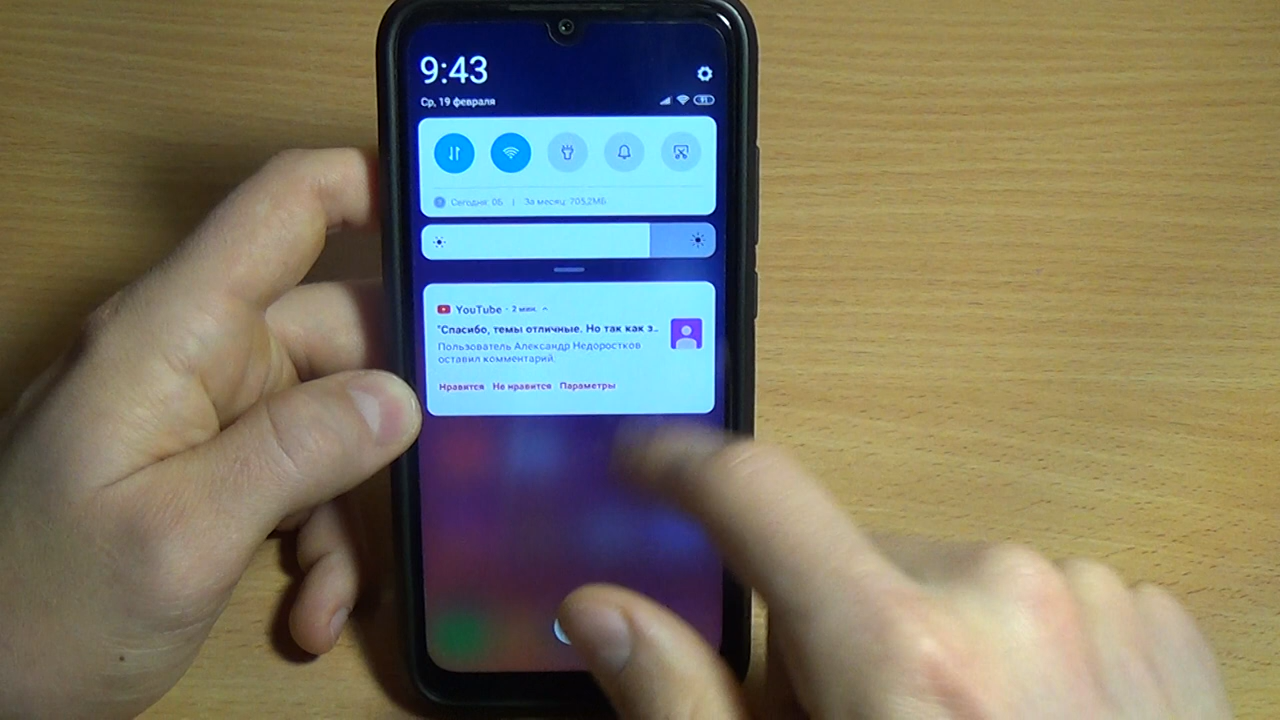 9:43
Ср, 19 февраля
91
Сегодня: 0Б | За месяц: 705,2МБ
YouTube · 2 мин.
"Спасибо, темы отличные. Но так как з..
Пользователь Александр Недоростков
оставил комментарий.
Нравится Не нравится Параметры